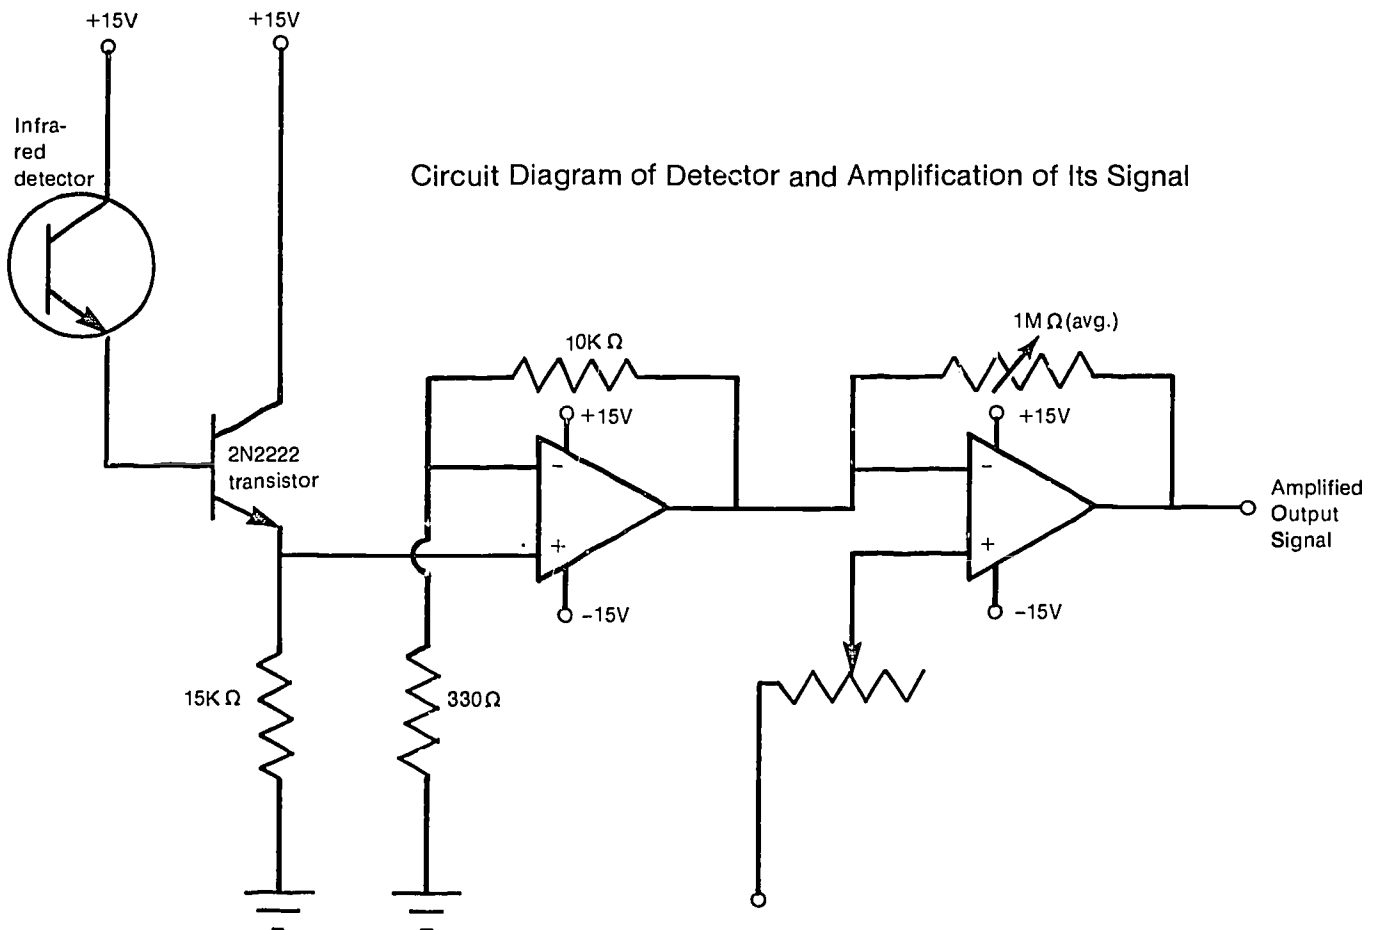 +15V
+15V
Infra-
red
detector
Circuit Diagram of Detector and Amplification of Its Signal
1M Ω (avg.)
10K Ω
+15V
+15V
2N2222
transistor
−
−
Amplified
Output
Signal
+
+
−15V
−15V
15K Ω
330Ω